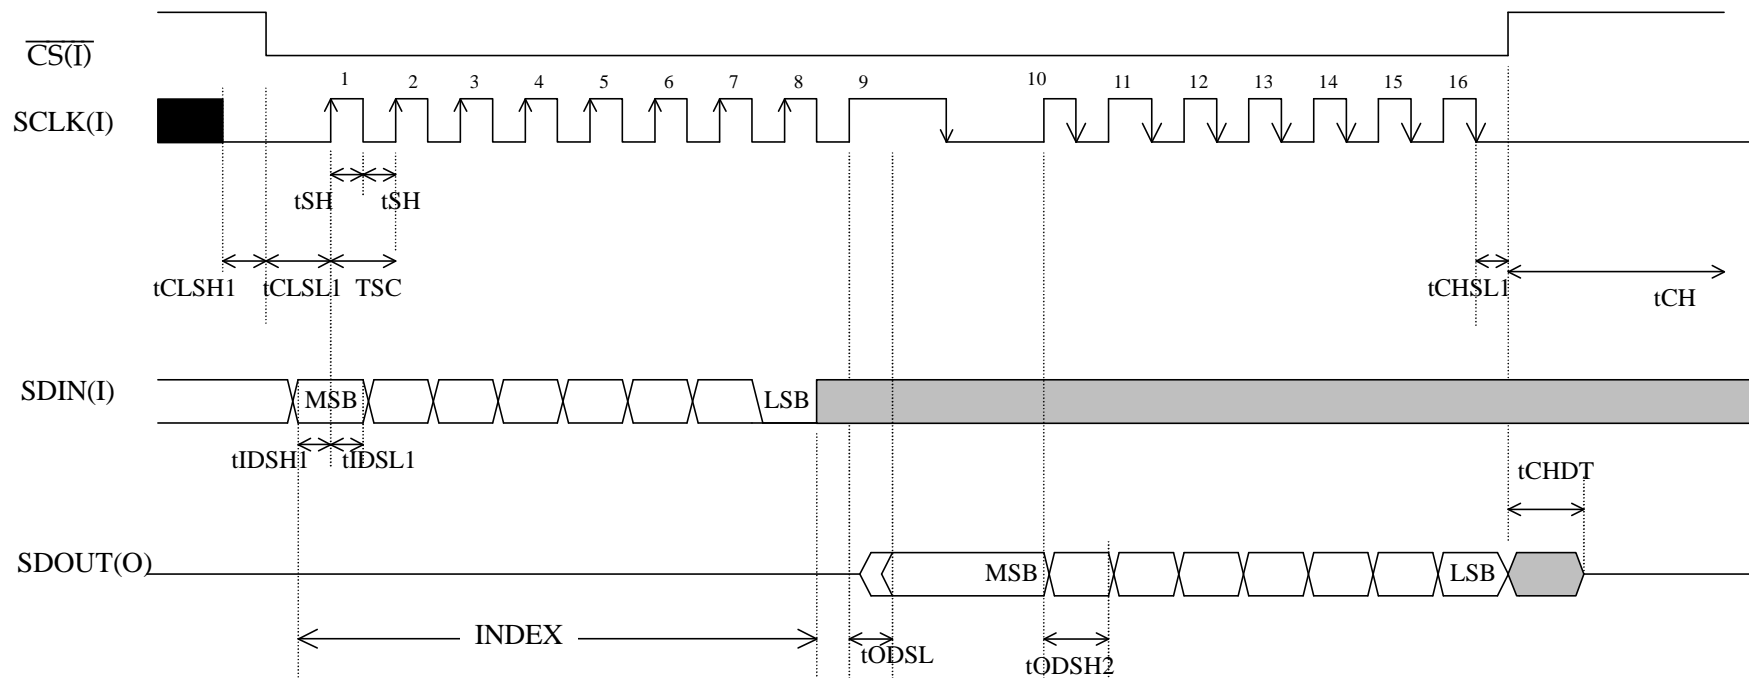 CS(I)
1 2 3 4 5 6 7 8 9 10 11 12 13 14 15 16
SCLK(I)
tSH tSH
tCLSH1 tCLSL1 TSC tCHSL1 tCH
SDIN(I) MSB LSB
tIDSH1 tIDSL1
tCHDT
SDOUT(O) MSB LSB
INDEX
tODSL tODSH2